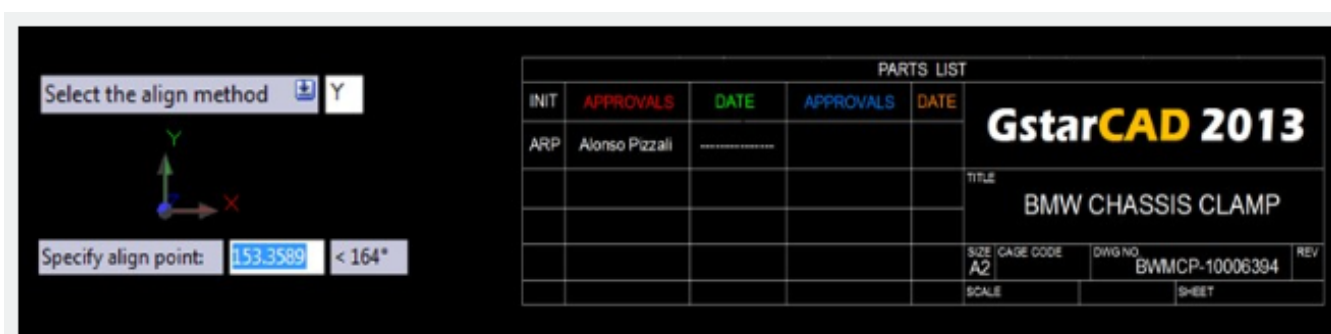 Select the align method Y
Y
X
Specify align point: 153.3589 < 164°
PARTS LIST
INIT APPROVALS DATE APPROVALS DATE
ARP Alonso Pizzali ---------------
GstarCAD 2013
TITLE
BMW CHASSIS CLAMP
SIZE CAGE CODE DWG NO REV
A2 BWMCP-10006394
SCALE SHEET